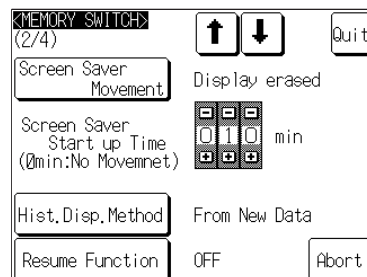 <MEMORY SWITCH>
(2/4)
Quit
Screen Saver
Movement
Display erased
Screen Saver
Start up Time
(0min:No Movemnet)
010 min
Hist.Disp.Method
From New Data
Resume Function
OFF
Abort